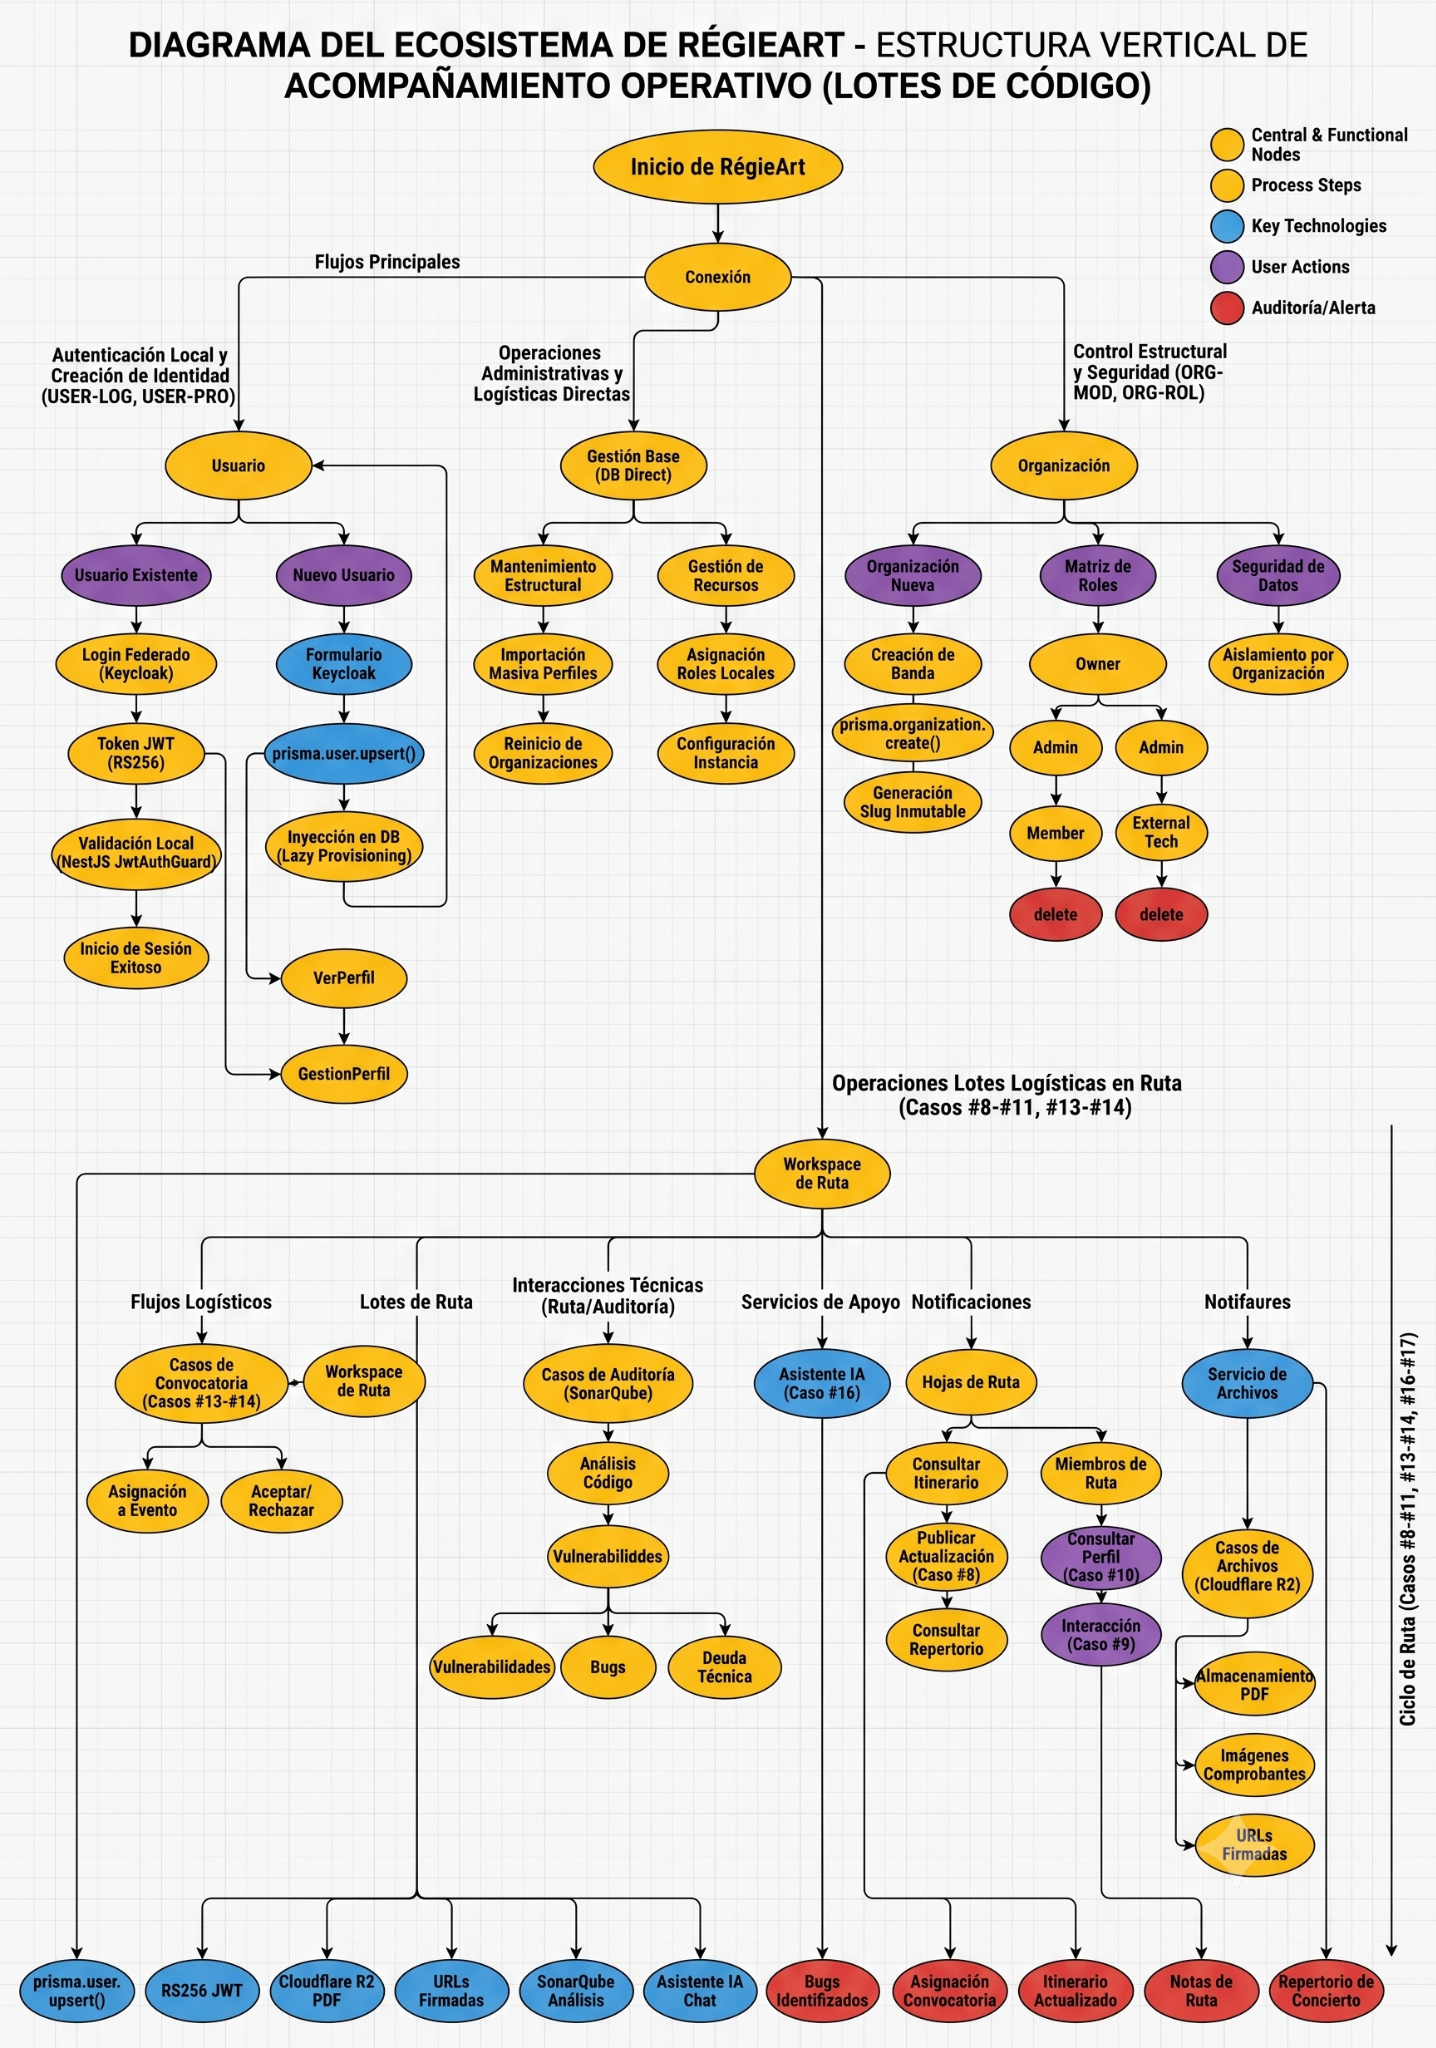 DIAGRAMA DEL ECOSISTEMA DE RÉGIEART - ESTRUCTURA VERTICAL DE
ACOMPAÑAMIENTO OPERATIVO (LOTES DE CÓDIGO)
Central & Functional
Nodes
Process Steps
Key Technologies
User Actions
Auditoría/Alerta
Inicio de RégieArt
Conexión
Flujos Principales
Autenticación Local y
Creación de Identidad
(USER-LOG, USER-PRO)
Operaciones
Administrativas y
Logísticas Directas
Control Estructural
y Seguridad (ORG-
MOD, ORG-ROL)
Usuario
Gestión Base
(DB Direct)
Organización
Usuario Existente
Nuevo Usuario
Mantenimiento
Estructural
Gestión de
Recursos
Organización
Nueva
Matriz de
Roles
Seguridad de
Datos
Login Federado
(Keycloak)
Formulario
Keycloak
Importación
Masiva Perfiles
Asignación
Roles Locales
Creación de
Banda
Owner
Aislamiento por
Organización
Token JWT
(RS256)
prisma.user.upsert()
Reinicio de
Organizaciones
Configuración
Instancia
prisma.organization.
create()
Admin
Admin
Generación
Slug Inmutable
Validación Local
(NestJS JwtAuthGuard)
Inyección en DB
(Lazy Provisioning)
Member
External
Tech
delete
delete
Inicio de Sesión
Exitoso
VerPerfil
GestionPerfil
Operaciones Lotes Logísticas en Ruta
(Casos #8-#11, #13-#14)
Workspace
de Ruta
Flujos Logísticos
Lotes de Ruta
Interacciones Técnicas
(Ruta/Auditoría)
Servicios de Apoyo
Notificaciones
Notifaures
Casos de
Convocatoria
(Casos #13-#14)
Workspace
de Ruta
Casos de Auditoría
(SonarQube)
Asistente IA
(Caso #16)
Hojas de Ruta
Servicio de
Archivos
Asignación
a Evento
Aceptar/
Rechazar
Análisis
Código
Consultar
Itinerario
Miembros de
Ruta
Vulnerabiliddes
Publicar
Actualización
(Caso #8)
Consultar
Perfil
(Caso #10)
Casos de
Archivos
(Cloudflare R2)
Vulnerabilidades
Bugs
Deuda
Técnica
Consultar
Repertorio
Interacción
(Caso #9)
Almacenamiento
PDF
Imágenes
Comprobantes
URLs
Firmadas
Ciclo de Ruta (Casos #8-#11, #13-#14, #16-#17)
prisma.user.
upsert()
RS256 JWT
Cloudflare R2
PDF
URLs
Firmadas
SonarQube
Análisis
Asistente IA
Chat
Bugs
Identifizados
Asignación
Convocatoria
Itinerario
Actualizado
Notas de
Ruta
Repertorio de
Concierto